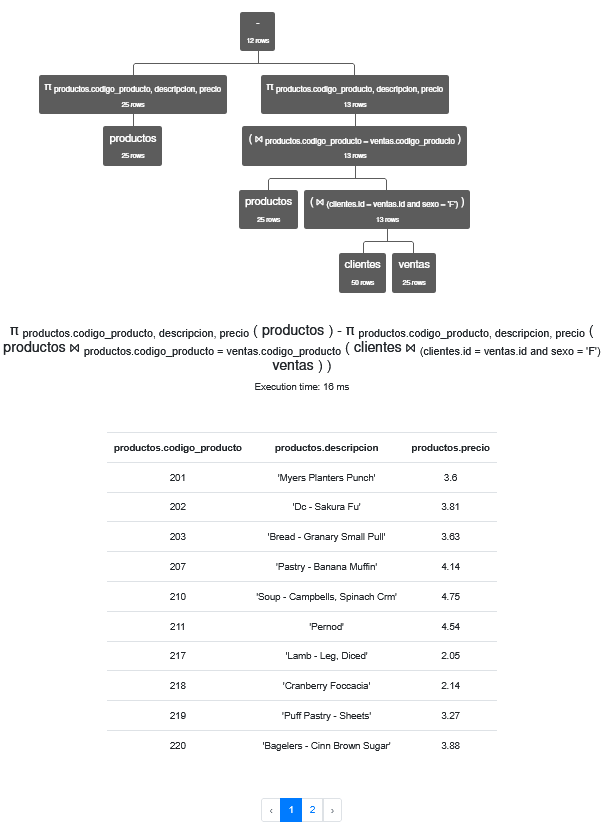 -
12 rows
π productos.codigo_producto, descripcion, precio
25 rows
π productos.codigo_producto, descripcion, precio
13 rows
productos
25 rows
( ⋈ productos.codigo_producto = ventas.codigo_producto )
13 rows
productos
25 rows
( ⋈ (clientes.id = ventas.id and sexo = 'F') )
13 rows
clientes
50 rows
ventas
25 rows
π productos.codigo_producto, descripcion, precio ( productos ) - π productos.codigo_producto, descripcion, precio (
productos ⋈ productos.codigo_producto = ventas.codigo_producto ( clientes ⋈ (clientes.id = ventas.id and sexo = 'F')
ventas ) )
Execution time: 16 ms
productos.codigo_producto productos.descripcion productos.precio
201 'Myers Planters Punch' 3.6
202 'Dc - Sakura Fu' 3.81
203 'Bread - Granary Small Pull' 3.63
207 'Pastry - Banana Muffin' 4.14
210 'Soup - Campbells, Spinach Crm' 4.75
211 'Pernod' 4.54
217 'Lamb - Leg, Diced' 2.05
218 'Cranberry Foccacia' 2.14
219 'Puff Pastry - Sheets' 3.27
220 'Bagelers - Cinn Brown Sugar' 3.88
‹ 1 2 ›